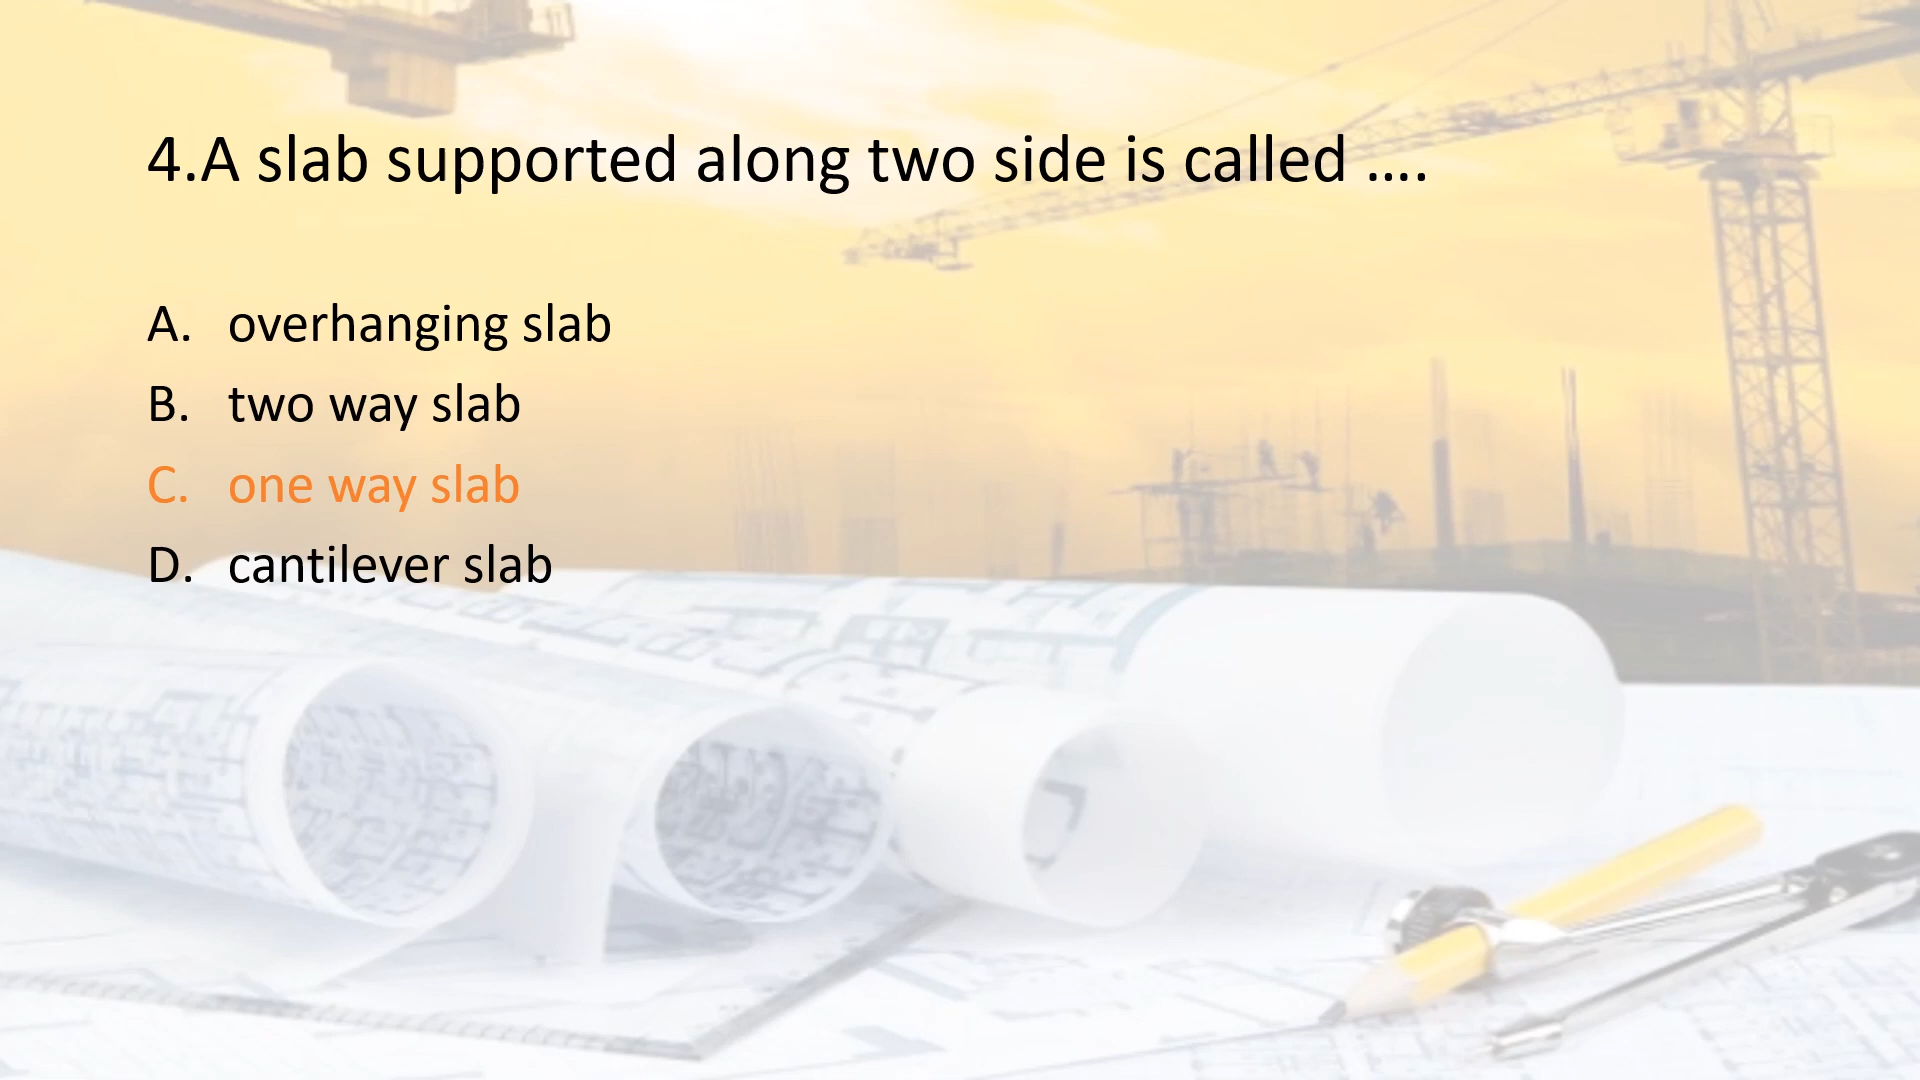 4.A slab supported along two side is called ....
A. overhanging slab
B. two way slab
C. one way slab
D. cantilever slab